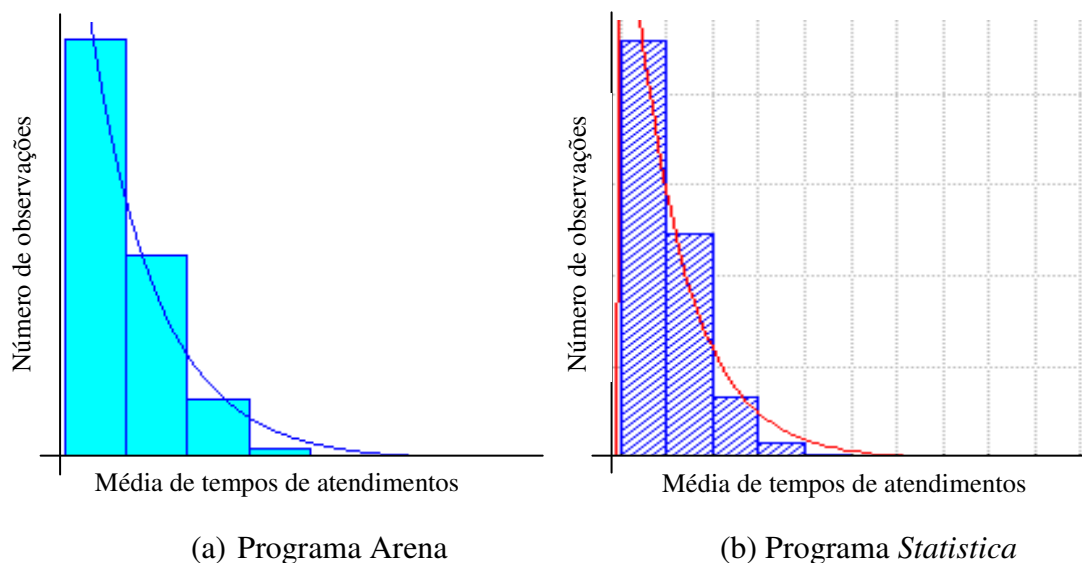 Número de observações
Média de tempos de atendimentos
(a) Programa Arena
Número de observações
Média de tempos de atendimentos
(b) Programa Statistica